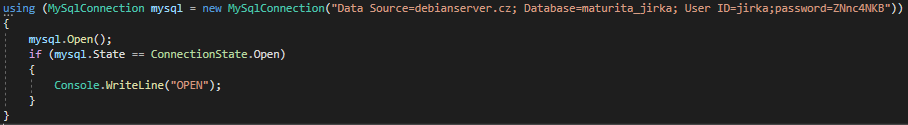 using (MySqlConnection mysql = new MySqlConnection("Data Source=debianserver.cz; Database=maturita_jirka; User ID=jirka;password=ZNnc4NKB"))
{
    mysql.Open();
    if (mysql.State == ConnectionState.Open)
    {
        Console.WriteLine("OPEN");
    }
}